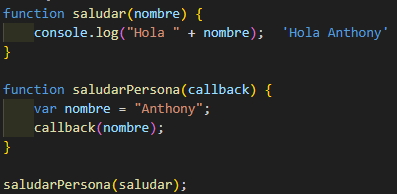 function saludar(nombre) {
    console.log("Hola " + nombre);  'Hola Anthony'
}
function saludarPersona(callback) {
    var nombre = "Anthony";
    callback(nombre);
}
saludarPersona(saludar);